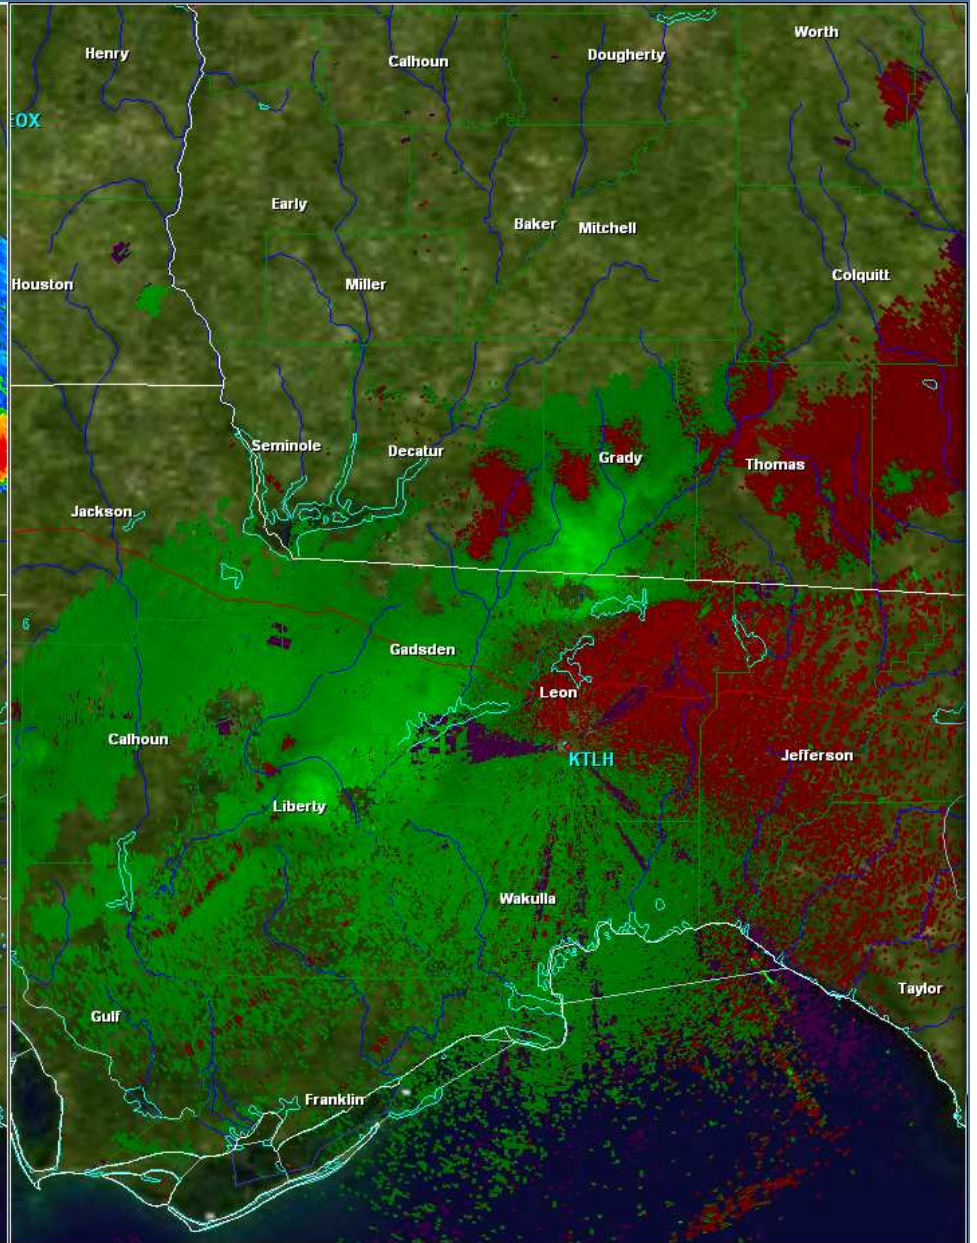 Henry
Calhoun
Dougherty
Worth
EOX
Early
Baker
Mitchell
Houston
Miller
Colquitt
Seminole
Decatur
Grady
Thomas
Jackson
Gadsden
Leon
Calhoun
KTLH
Jefferson
Liberty
Wakulla
Gulf
Taylor
Franklin